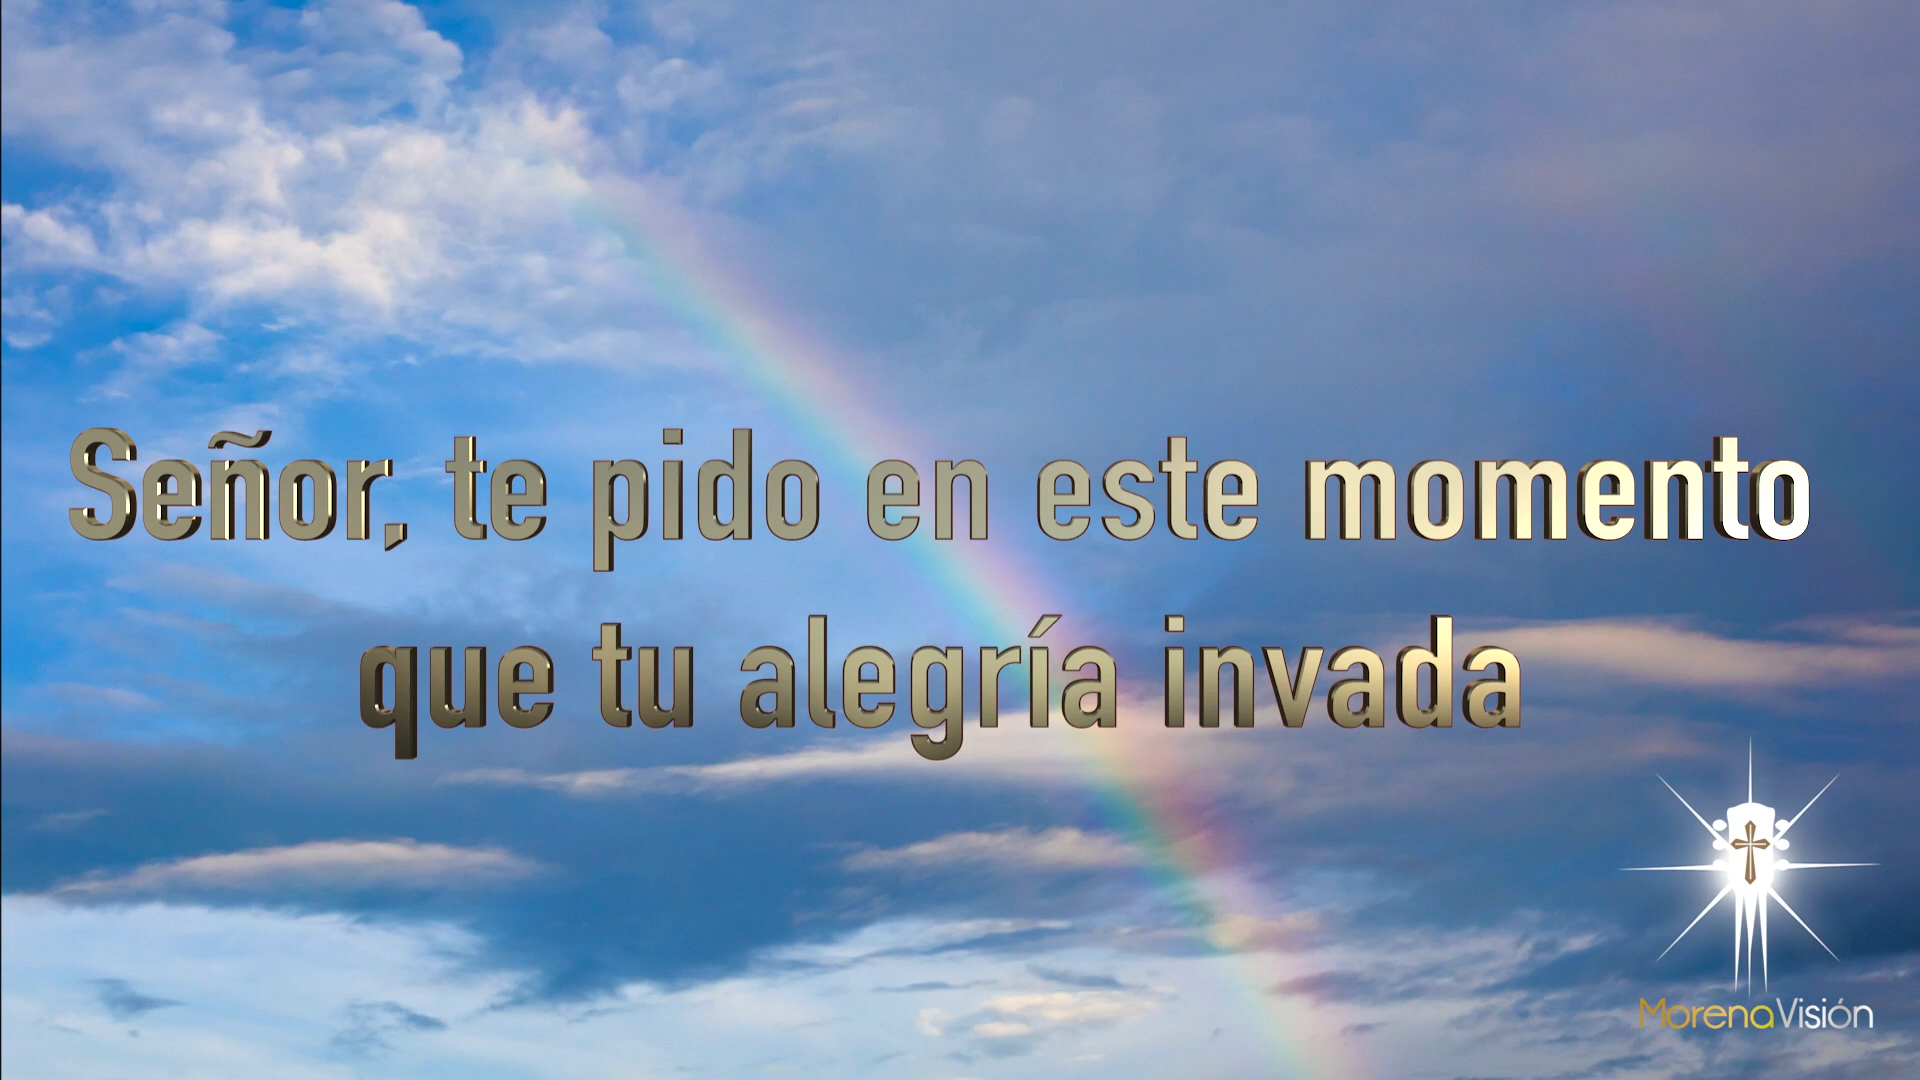 Señor, te pido en este momento
que tu alegría invada
MorenaVisión